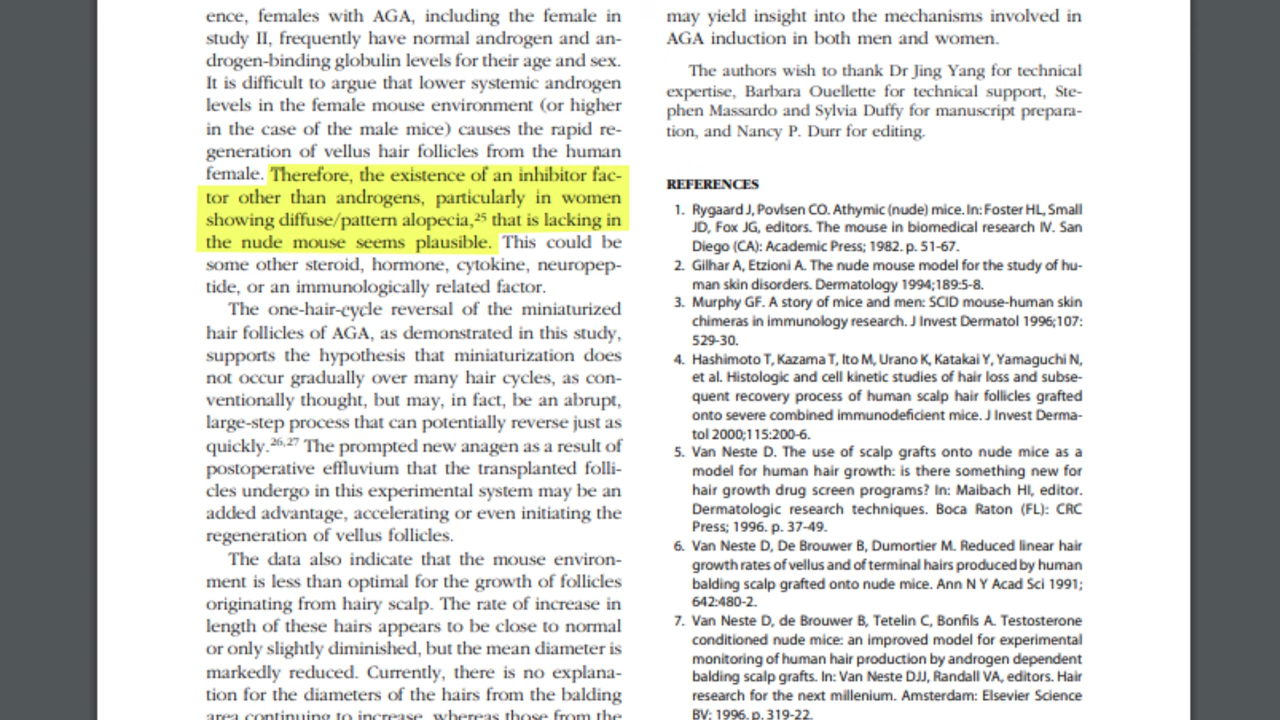 ence, females with AGA, including the female in
study II, frequently have normal androgen and an-
drogen-binding globulin levels for their age and sex.
It is difficult to argue that lower systemic androgen
levels in the female mouse environment (or higher
in the case of the male mice) causes the rapid re-
generation of vellus hair follicles from the human
female. Therefore, the existence of an inhibitor fac-
tor other than androgens, particularly in women
showing diffuse/pattern alopecia,²⁵ that is lacking in
the nude mouse seems plausible. This could be
some other steroid, hormone, cytokine, neuropep-
tide, or an immunologically related factor.
The one-hair-cycle reversal of the miniaturized
hair follicles of AGA, as demonstrated in this study,
supports the hypothesis that miniaturization does
not occur gradually over many hair cycles, as con-
ventionally thought, but may, in fact, be an abrupt,
large-step process that can potentially reverse just as
quickly.²⁶,²⁷ The prompted new anagen as a result of
postoperative effluvium that the transplanted folli-
cles undergo in this experimental system may be an
added advantage, accelerating or even initiating the
regeneration of vellus follicles.
The data also indicate that the mouse environ-
ment is less than optimal for the growth of follicles
originating from hairy scalp. The rate of increase in
length of these hairs appears to be close to normal
or only slightly diminished, but the mean diameter is
markedly reduced. Currently, there is no explana-
tion for the diameters of the hairs from the balding
area continuing to increase, whereas those from the
may yield insight into the mechanisms involved in
AGA induction in both men and women.
The authors wish to thank Dr Jing Yang for technical
expertise, Barbara Ouellette for technical support, Ste-
phen Massardo and Sylvia Duffy for manuscript prepara-
tion, and Nancy P. Durr for editing.
REFERENCES
1. Rygaard J, Povlsen CO. Athymic (nude) mice. In: Foster HL, Small
JD, Fox JG, editors. The mouse in biomedical research IV. San
Diego (CA): Academic Press; 1982. p. 51-67.
2. Gilhar A, Etzioni A. The nude mouse model for the study of hu-
man skin disorders. Dermatology 1994;189:5-8.
3. Murphy GF. A story of mice and men: SCID mouse-human skin
chimeras in immunology research. J Invest Dermatol 1996;107:
529-30.
4. Hashimoto T, Kazama T, Ito M, Urano K, Katakai Y, Yamaguchi N,
et al. Histologic and cell kinetic studies of hair loss and subse-
quent recovery process of human scalp hair follicles grafted
onto severe combined immunodeficient mice. J Invest Derma-
tol 2000;115:200-6.
5. Van Neste D. The use of scalp grafts onto nude mice as a
model for human hair growth: is there something new for
hair growth drug screen programs? In: Maibach HI, editor.
Dermatologic research techniques. Boca Raton (FL): CRC
Press; 1996. p. 37-49.
6. Van Neste D, De Brouwer B, Dumortier M. Reduced linear hair
growth rates of vellus and of terminal hairs produced by human
balding scalp grafted onto nude mice. Ann N Y Acad Sci 1991;
642:480-2.
7. Van Neste D, de Brouwer B, Tetelin C, Bonfils A. Testosterone
conditioned nude mice: an improved model for experimental
monitoring of human hair production by androgen dependent
balding scalp grafts. In: Van Neste DJJ, Randall VA, editors. Hair
research for the next millenium. Amsterdam: Elsevier Science
BV; 1996. p. 319-22.